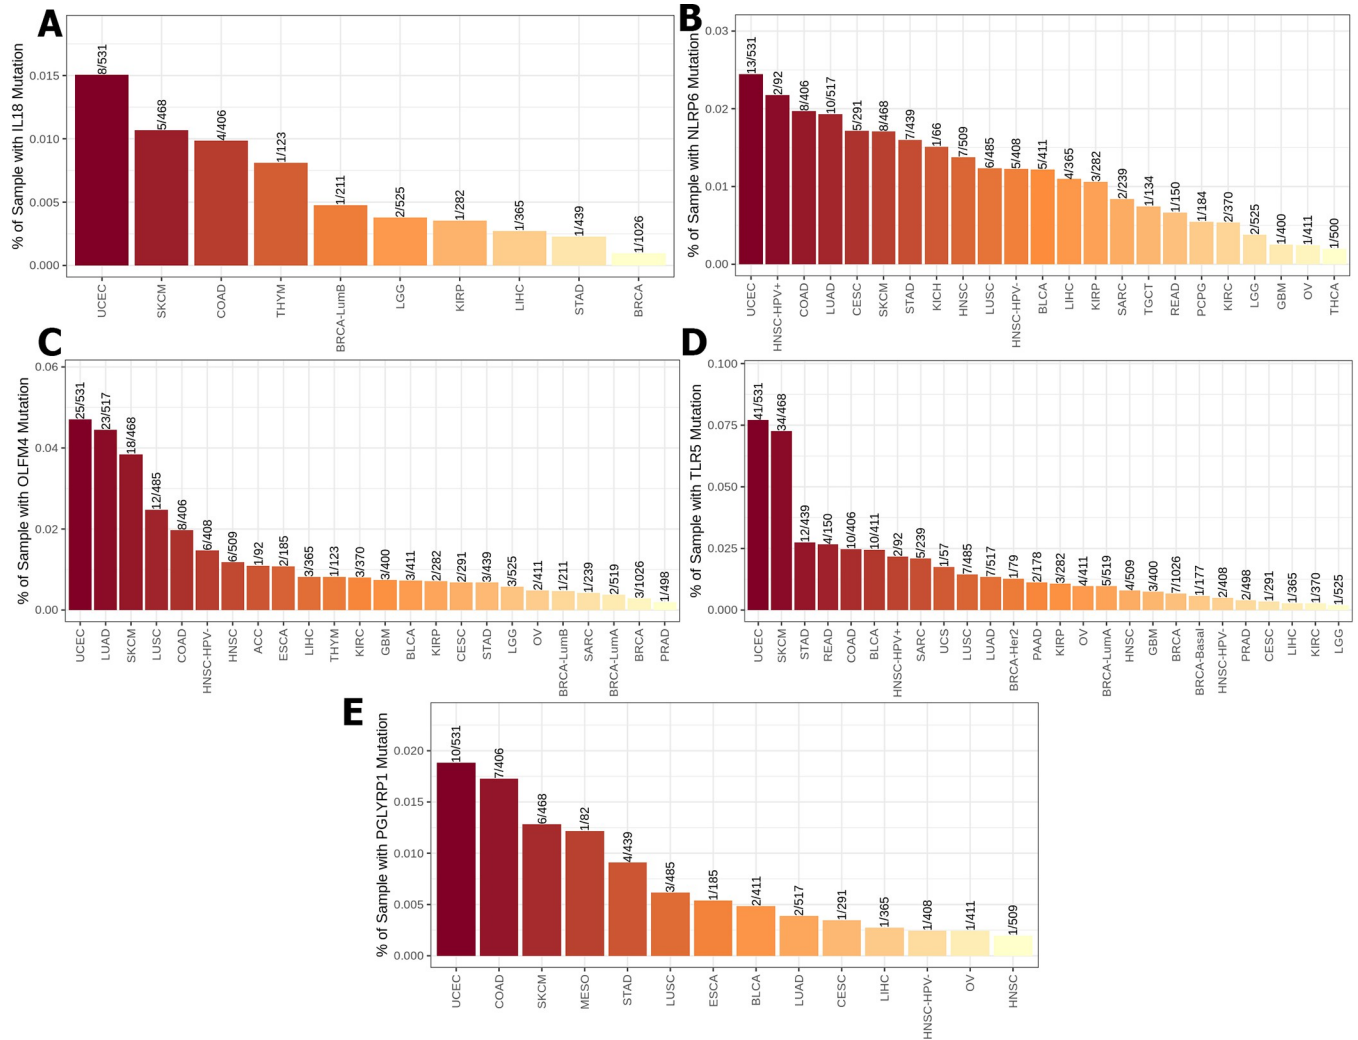 A
% of Sample with IL18 Mutation
0.015
0.010
0.005
0.000
8/531
5/468
4/406
1/123
1/211
2/525
1/282
1/365
1/439
1/1026
UCEC
SKCM
COAD
THYM
BRCA-LumB
LGG
KIRP
LIHC
STAD
BRCA
B
% of Sample with NLRP6 Mutation
0.03
0.02
0.01
0.00
13/531
2/92
8/406
10/517
5/291
8/468
7/439
1/66
7/509
6/485
5/408
5/411
4/365
3/282
2/239
1/134
1/150
1/184
2/370
2/525
1/400
1/411
1/500
UCEC
HNSC-HPV+
COAD
LUAD
CESC
SKCM
STAD
KICH
HNSC
LUSC
HNSC-HPV-
BLCA
LIHC
KIRP
SARC
TGCT
READ
PCPG
KIRC
LGG
GBM
OV
THCA
C
% of Sample with OLFM4 Mutation
0.06
0.04
0.02
0.00
25/531
23/517
18/468
12/485
8/406
6/408
6/509
1/92
2/185
3/365
1/123
3/370
3/400
3/411
2/282
2/291
3/439
3/525
2/411
1/211
1/239
2/519
3/1026
1/498
UCEC
LUAD
SKCM
LUSC
COAD
HNSC-HPV-
HNSC
ACC
ESCA
LIHC
THYM
KIRC
GBM
BLCA
KIRP
CESC
STAD
LGG
OV
BRCA-LumB
SARC
BRCA-LumA
BRCA
PRAD
D
% of Sample with TLR5 Mutation
0.100
0.075
0.050
0.025
0.000
41/531
34/468
12/439
4/150
10/406
10/411
2/92
5/239
1/57
7/485
7/517
1/79
2/178
3/282
4/411
5/519
4/509
3/400
7/1026
1/177
2/408
2/498
1/291
1/365
1/370
1/525
UCEC
SKCM
STAD
READ
COAD
BLCA
HNSC-HPV+
SARC
UCS
LUSC
LUAD
BRCA-Her2
PAAD
KIRP
OV
BRCA-LumA
HNSC
GBM
BRCA
BRCA-Basal
HNSC-HPV-
PRAD
CESC
LIHC
KIRC
LGG
E
% of Sample with PGLYRP1 Mutation
0.020
0.015
0.010
0.005
0.000
10/531
7/406
6/468
1/82
4/439
3/485
1/185
2/411
2/517
1/291
1/365
1/408
1/411
1/509
UCEC
COAD
SKCM
MESO
STAD
LUSC
ESCA
BLCA
LUAD
CESC
LIHC
HNSC-HPV-
OV
HNSC